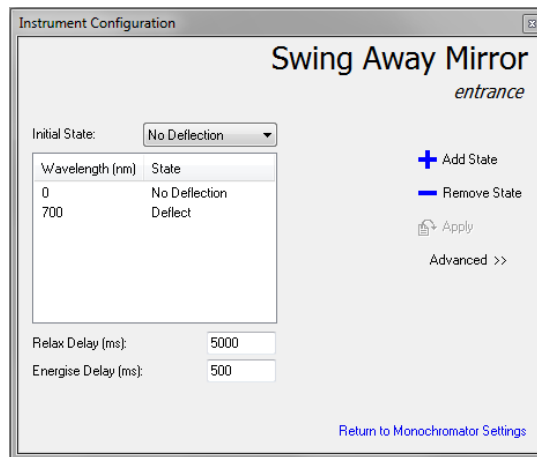 Instrument Configuration
Swing Away Mirror
entrance
Initial State: No Deflection
Wavelength (nm) State
0 No Deflection
700 Deflect
Add State
Remove State
Apply
Advanced >>
Relax Delay (ms): 5000
Energise Delay (ms): 500
Return to Monochromator Settings